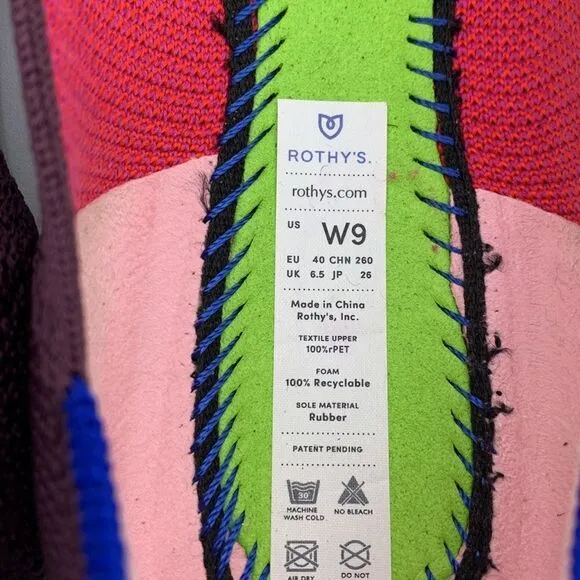 ROTHY'S.
rothys.com
US W9
EU 40 CHN 260
UK 6.5 JP 26
Made in China
Rothy's, Inc.
TEXTILE UPPER
100%rPET
FOAM
100% Recyclable
SOLE MATERIAL
Rubber
PATENT PENDING
30°
MACHINE WASH COLD
NO BLEACH
AIR DRY
DO NOT